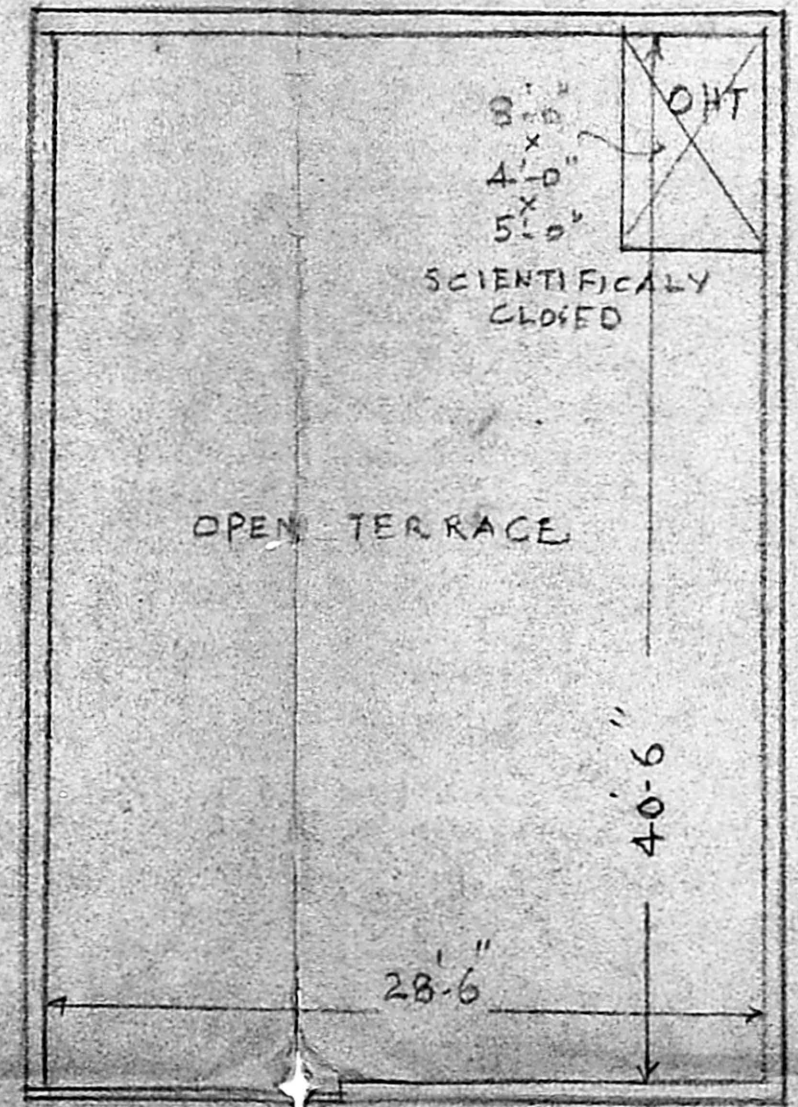 OHT
8'-0"
x
4'-0"
x
5'-0"
SCIENTIFICALY
CLOSED
OPEN TERRACE
40'-6"
28'-6"